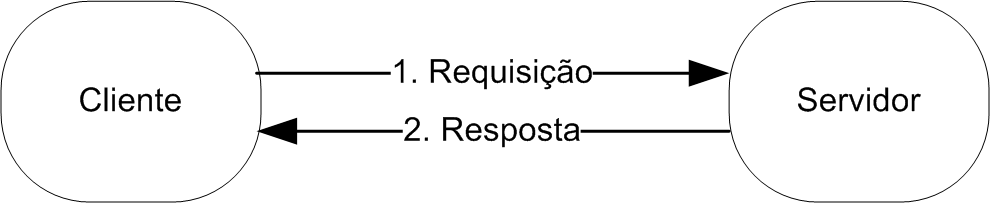 Cliente
1. Requisição
2. Resposta
Servidor